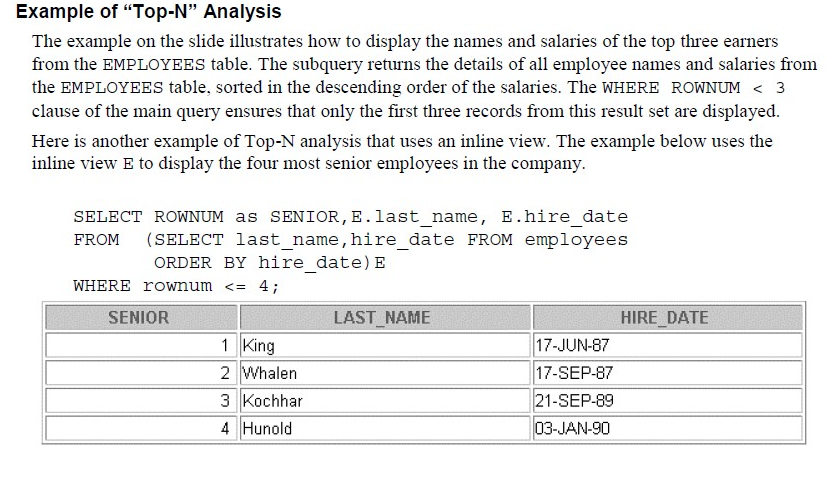 Example of “Top-N” Analysis
The example on the slide illustrates how to display the names and salaries of the top three earners
from the EMPLOYEES table. The subquery returns the details of all employee names and salaries from
the EMPLOYEES table, sorted in the descending order of the salaries. The WHERE ROWNUM < 3
clause of the main query ensures that only the first three records from this result set are displayed.
Here is another example of Top-N analysis that uses an inline view. The example below uses the
inline view E to display the four most senior employees in the company.
SELECT ROWNUM as SENIOR,E.last_name, E.hire_date
FROM (SELECT last_name,hire_date FROM employees
ORDER BY hire_date)E
WHERE rownum <= 4;
SENIOR LAST_NAME HIRE_DATE
1 King 17-JUN-87
2 Whalen 17-SEP-87
3 Kochhar 21-SEP-89
4 Hunold 03-JAN-90